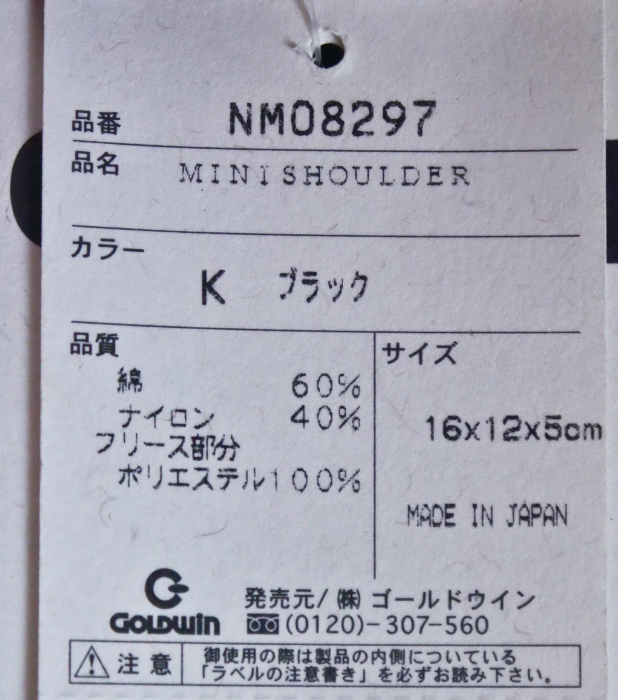 品番 NM08297
品名 MINI SHOULDER
カラー
K ブラック
品質
綿 60%
ナイロン 40%
フリース部分
ポリエステル100%
サイズ
16x12x5cm
MADE IN JAPAN
GOLDWIN
発売元/(株)ゴールドウイン
(0120)-307-560
注意
御使用の際は製品の内側についている
「ラベルの注意書き」を必ずお読み下さい。